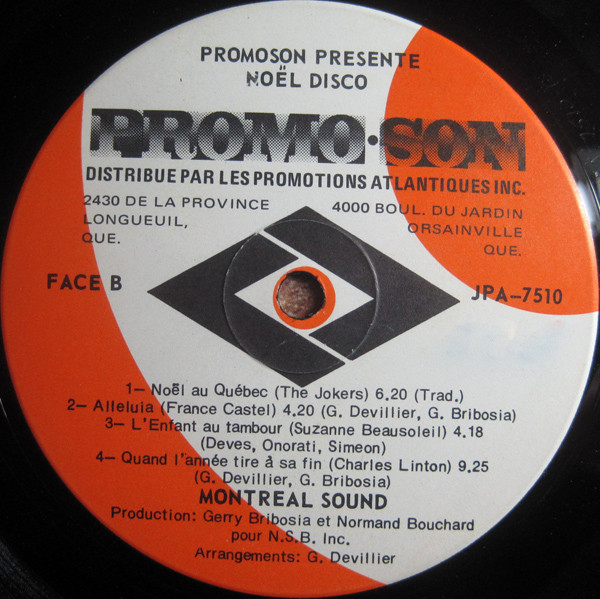 PROMOSON PRESENTE
NOËL DISCO
PROMO·SON
DISTRIBUE PAR LES PROMOTIONS ATLANTIQUES INC.
2430 DE LA PROVINCE
LONGUEUIL,
QUE.
4000 BOUL. DU JARDIN
ORSAINVILLE
QUE.
FACE B
JPA-7510
1- Noël au Québec (The Jokers) 6.20 (Trad.)
2- Alleluia (France Castel) 4.20 (G. Devillier, G. Bribosia)
3- L'Enfant au tambour (Suzanne Beausoleil) 4.18
(Deves, Onorati, Simeon)
4- Quand l'année tire à sa fin (Charles Linton) 9.25
(G. Devillier, G. Bribosia)
MONTREAL SOUND
Production: Gerry Bribosia et Normand Bouchard
pour N.S.B. Inc.
Arrangements: G. Devillier